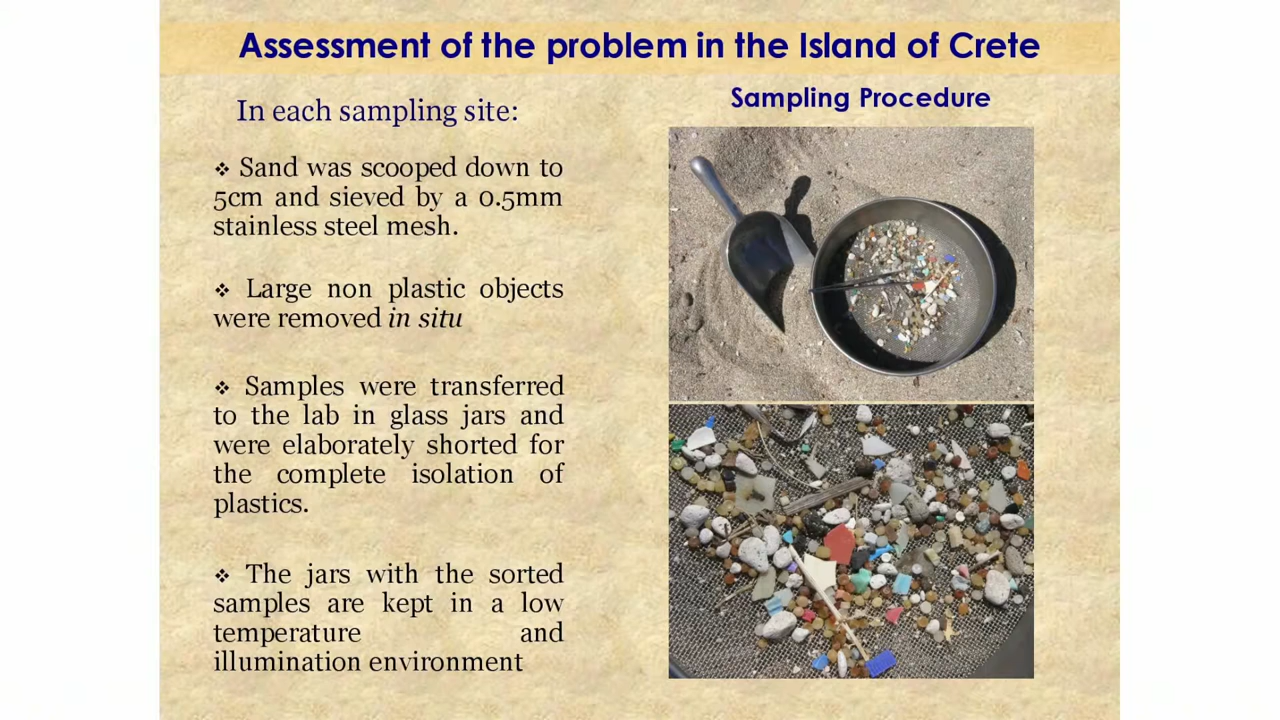 Assessment of the problem in the Island of Crete
In each sampling site:
❖ Sand was scooped down to
5cm and sieved by a 0.5mm
stainless steel mesh.
❖ Large non plastic objects
were removed in situ
❖ Samples were transferred
to the lab in glass jars and
were elaborately shorted for
the complete isolation of
plastics.
❖ The jars with the sorted
samples are kept in a low
temperature and
illumination environment
Sampling Procedure